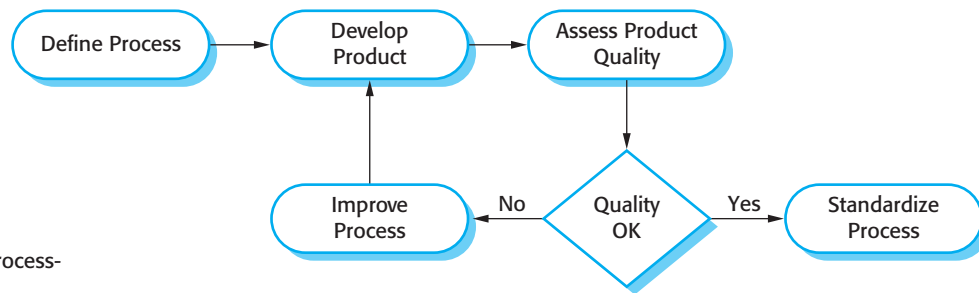 Define Process
Develop
Product
Assess Product
Quality
Improve
Process
No
Quality
OK
Yes
Standardize
Process
rocess-